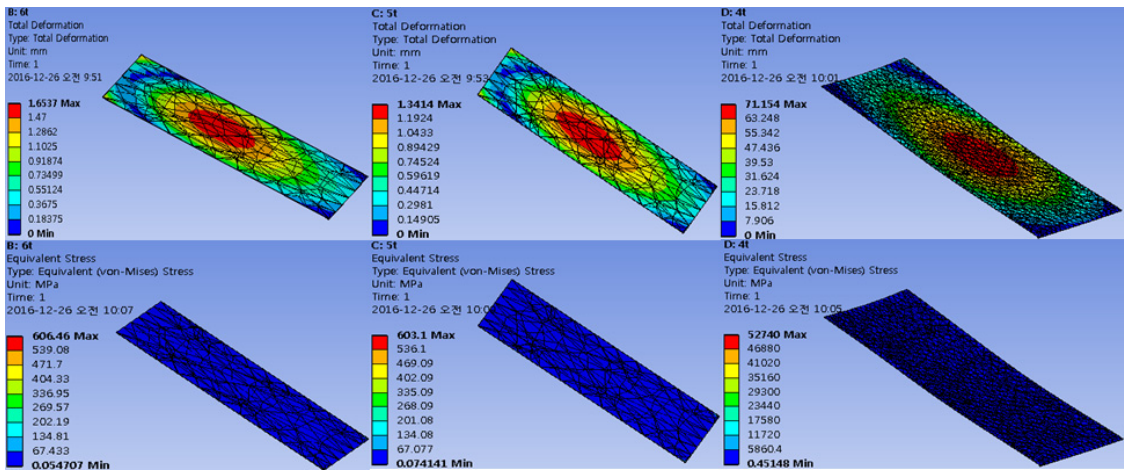 B: 6t
Total Deformation
Type: Total Deformation
Unit: mm
Time: 1
2016-12-26 오전 9:51
1.6537 Max
1.47
1.2862
1.1025
0.91874
0.73499
0.55124
0.3675
0.18375
0 Min
C: 5t
Total Deformation
Type: Total Deformation
Unit: mm
Time: 1
2016-12-26 오전 9:53
1.3414 Max
1.1924
1.0433
0.89429
0.74524
0.59619
0.44714
0.2981
0.14905
0 Min
D: 4t
Total Deformation
Type: Total Deformation
Unit: mm
Time: 1
2016-12-26 오전 10:01
71.154 Max
63.248
55.342
47.436
39.53
31.624
23.718
15.812
7.906
0 Min
B: 6t
Equivalent Stress
Type: Equivalent (von-Mises) Stress
Unit: MPa
Time: 1
2016-12-26 오전 10:07
606.46 Max
539.08
471.7
404.33
336.95
269.57
202.19
134.81
67.433
0.054707 Min
C: 5t
Equivalent Stress
Type: Equivalent (von-Mises) Stress
Unit: MPa
Time: 1
2016-12-26 오전
603.1 Max
536.1
469.09
402.09
335.09
268.09
201.08
134.08
67.077
0.074141 Min
D: 4t
Equivalent Stress
Type: Equivalent (von-Mises) Stress
Unit: MPa
Time: 1
2016-12-26 오전 10:05
52740 Max
46880
41020
35160
29300
23440
17580
11720
5860.4
0.45148 Min